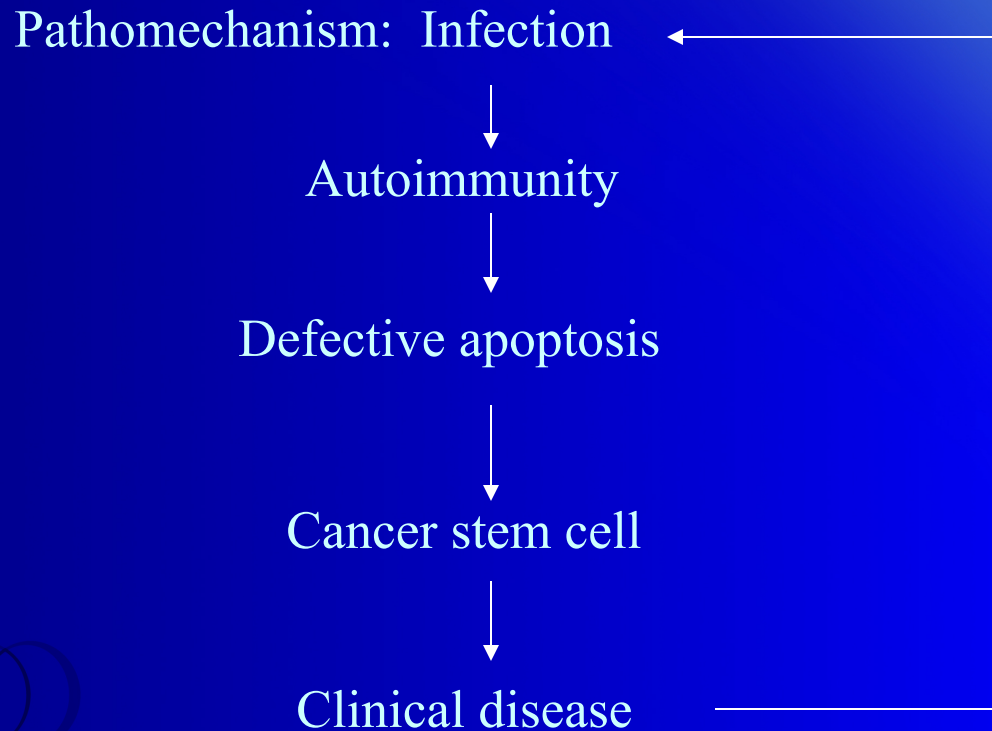 Pathomechanism: Infection
Autoimmunity
Defective apoptosis
Cancer stem cell
Clinical disease